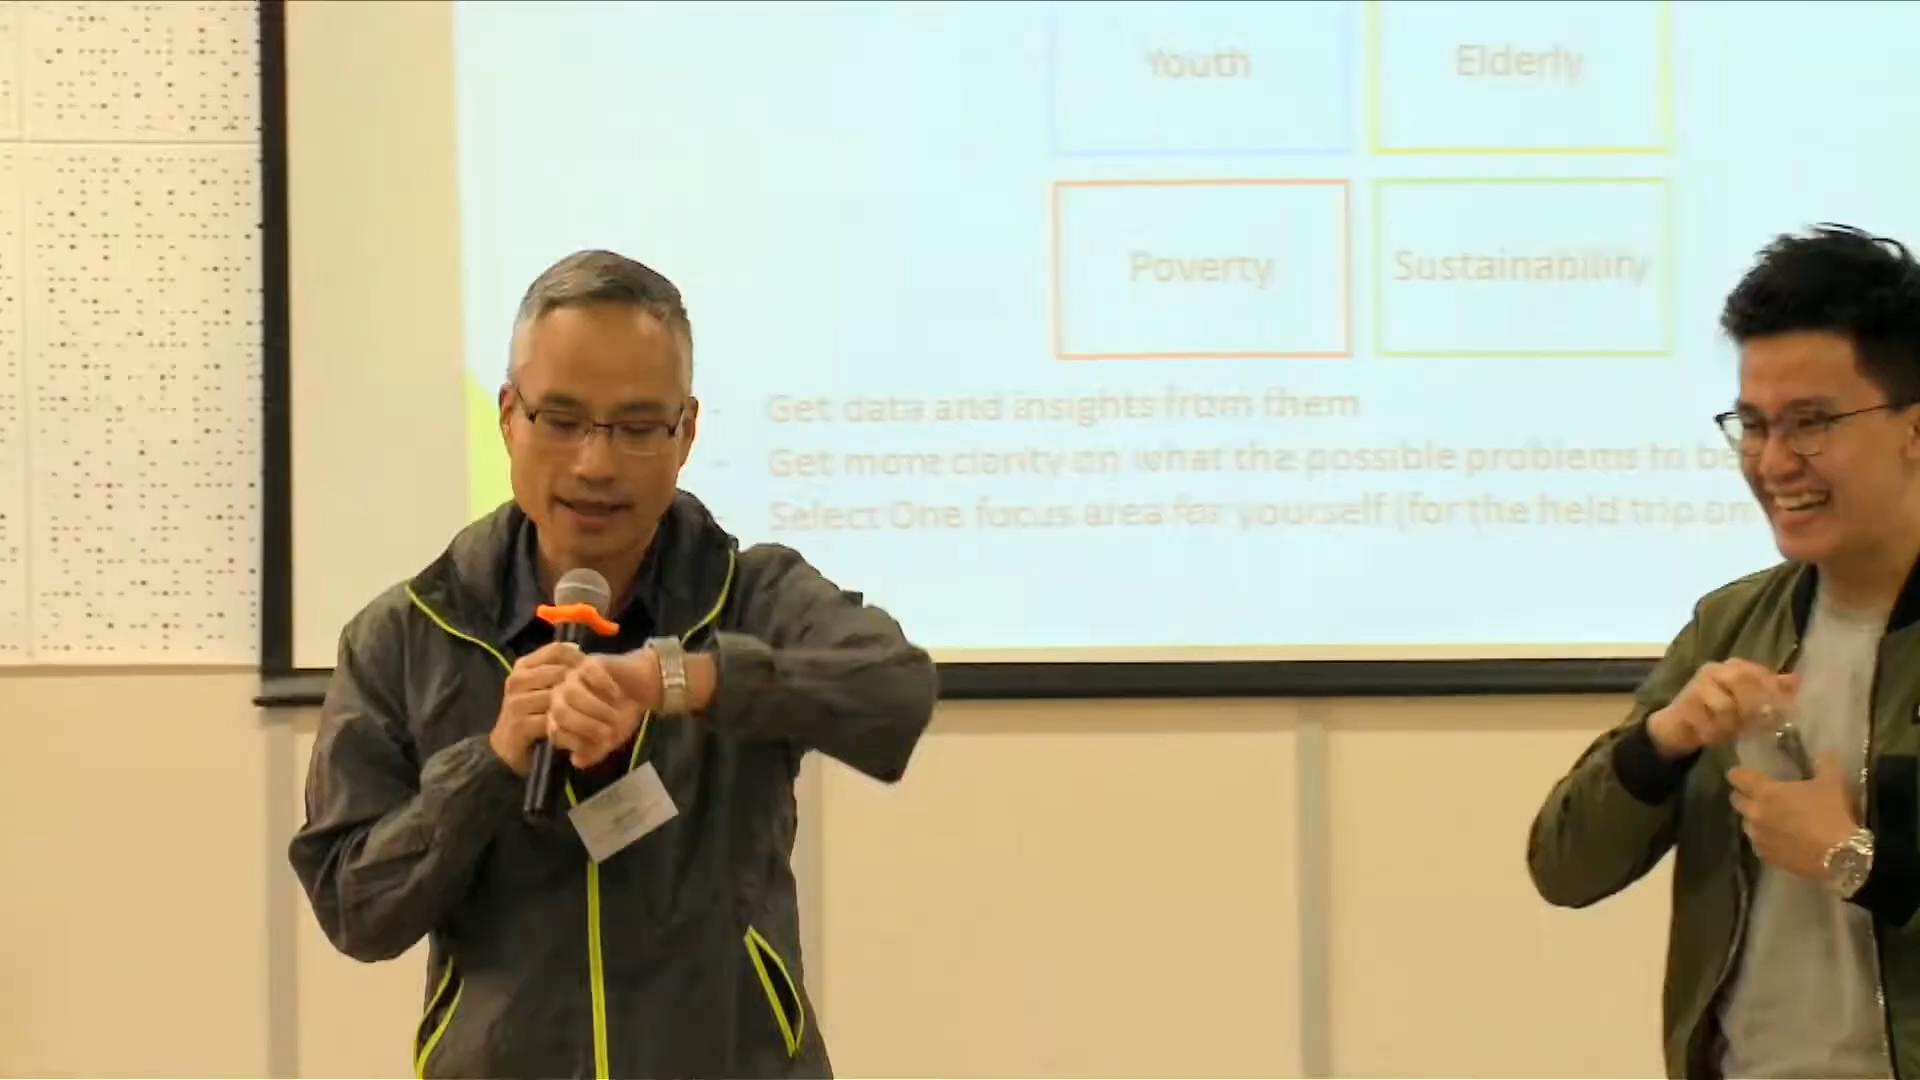 Youth Elderly
Poverty Sustainability
- Get data and insights from them
- Get more clarity on what the possible problems to be
- Select One focus area for yourself (for the field trip on